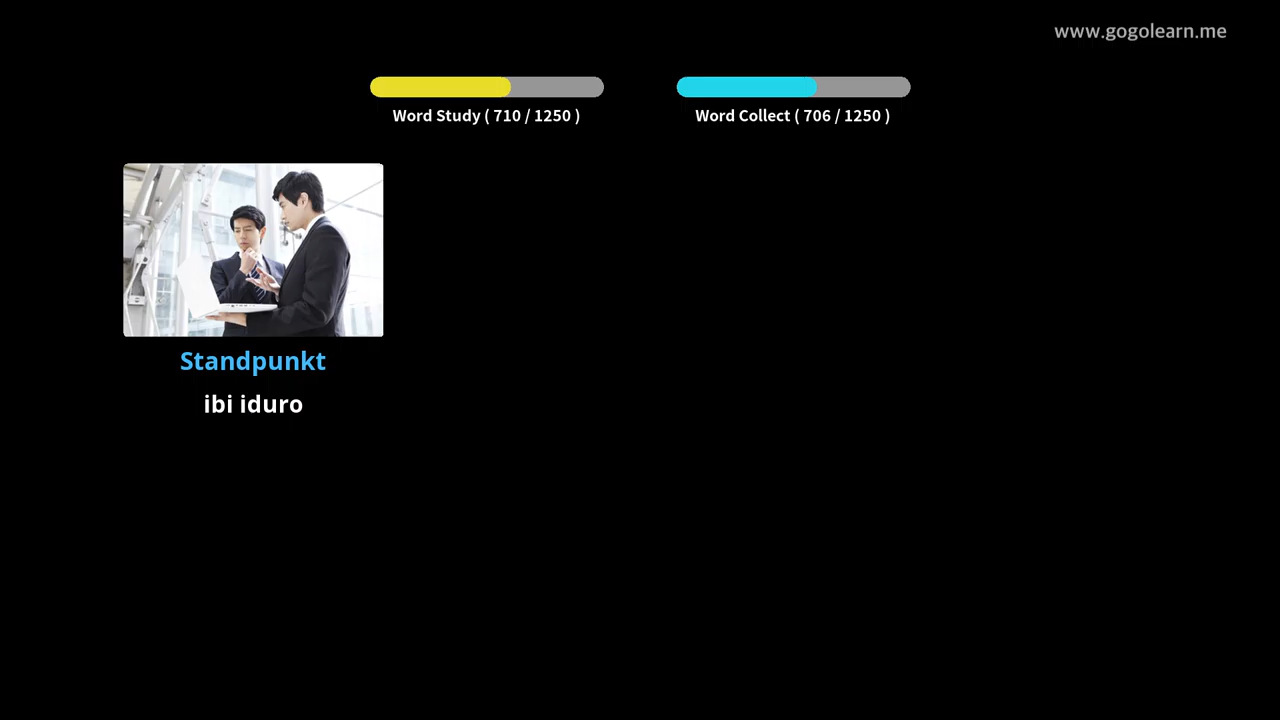 www.gogolearn.me
Word Study ( 710 / 1250 )
Word Collect ( 706 / 1250 )
Standpunkt
ibi iduro